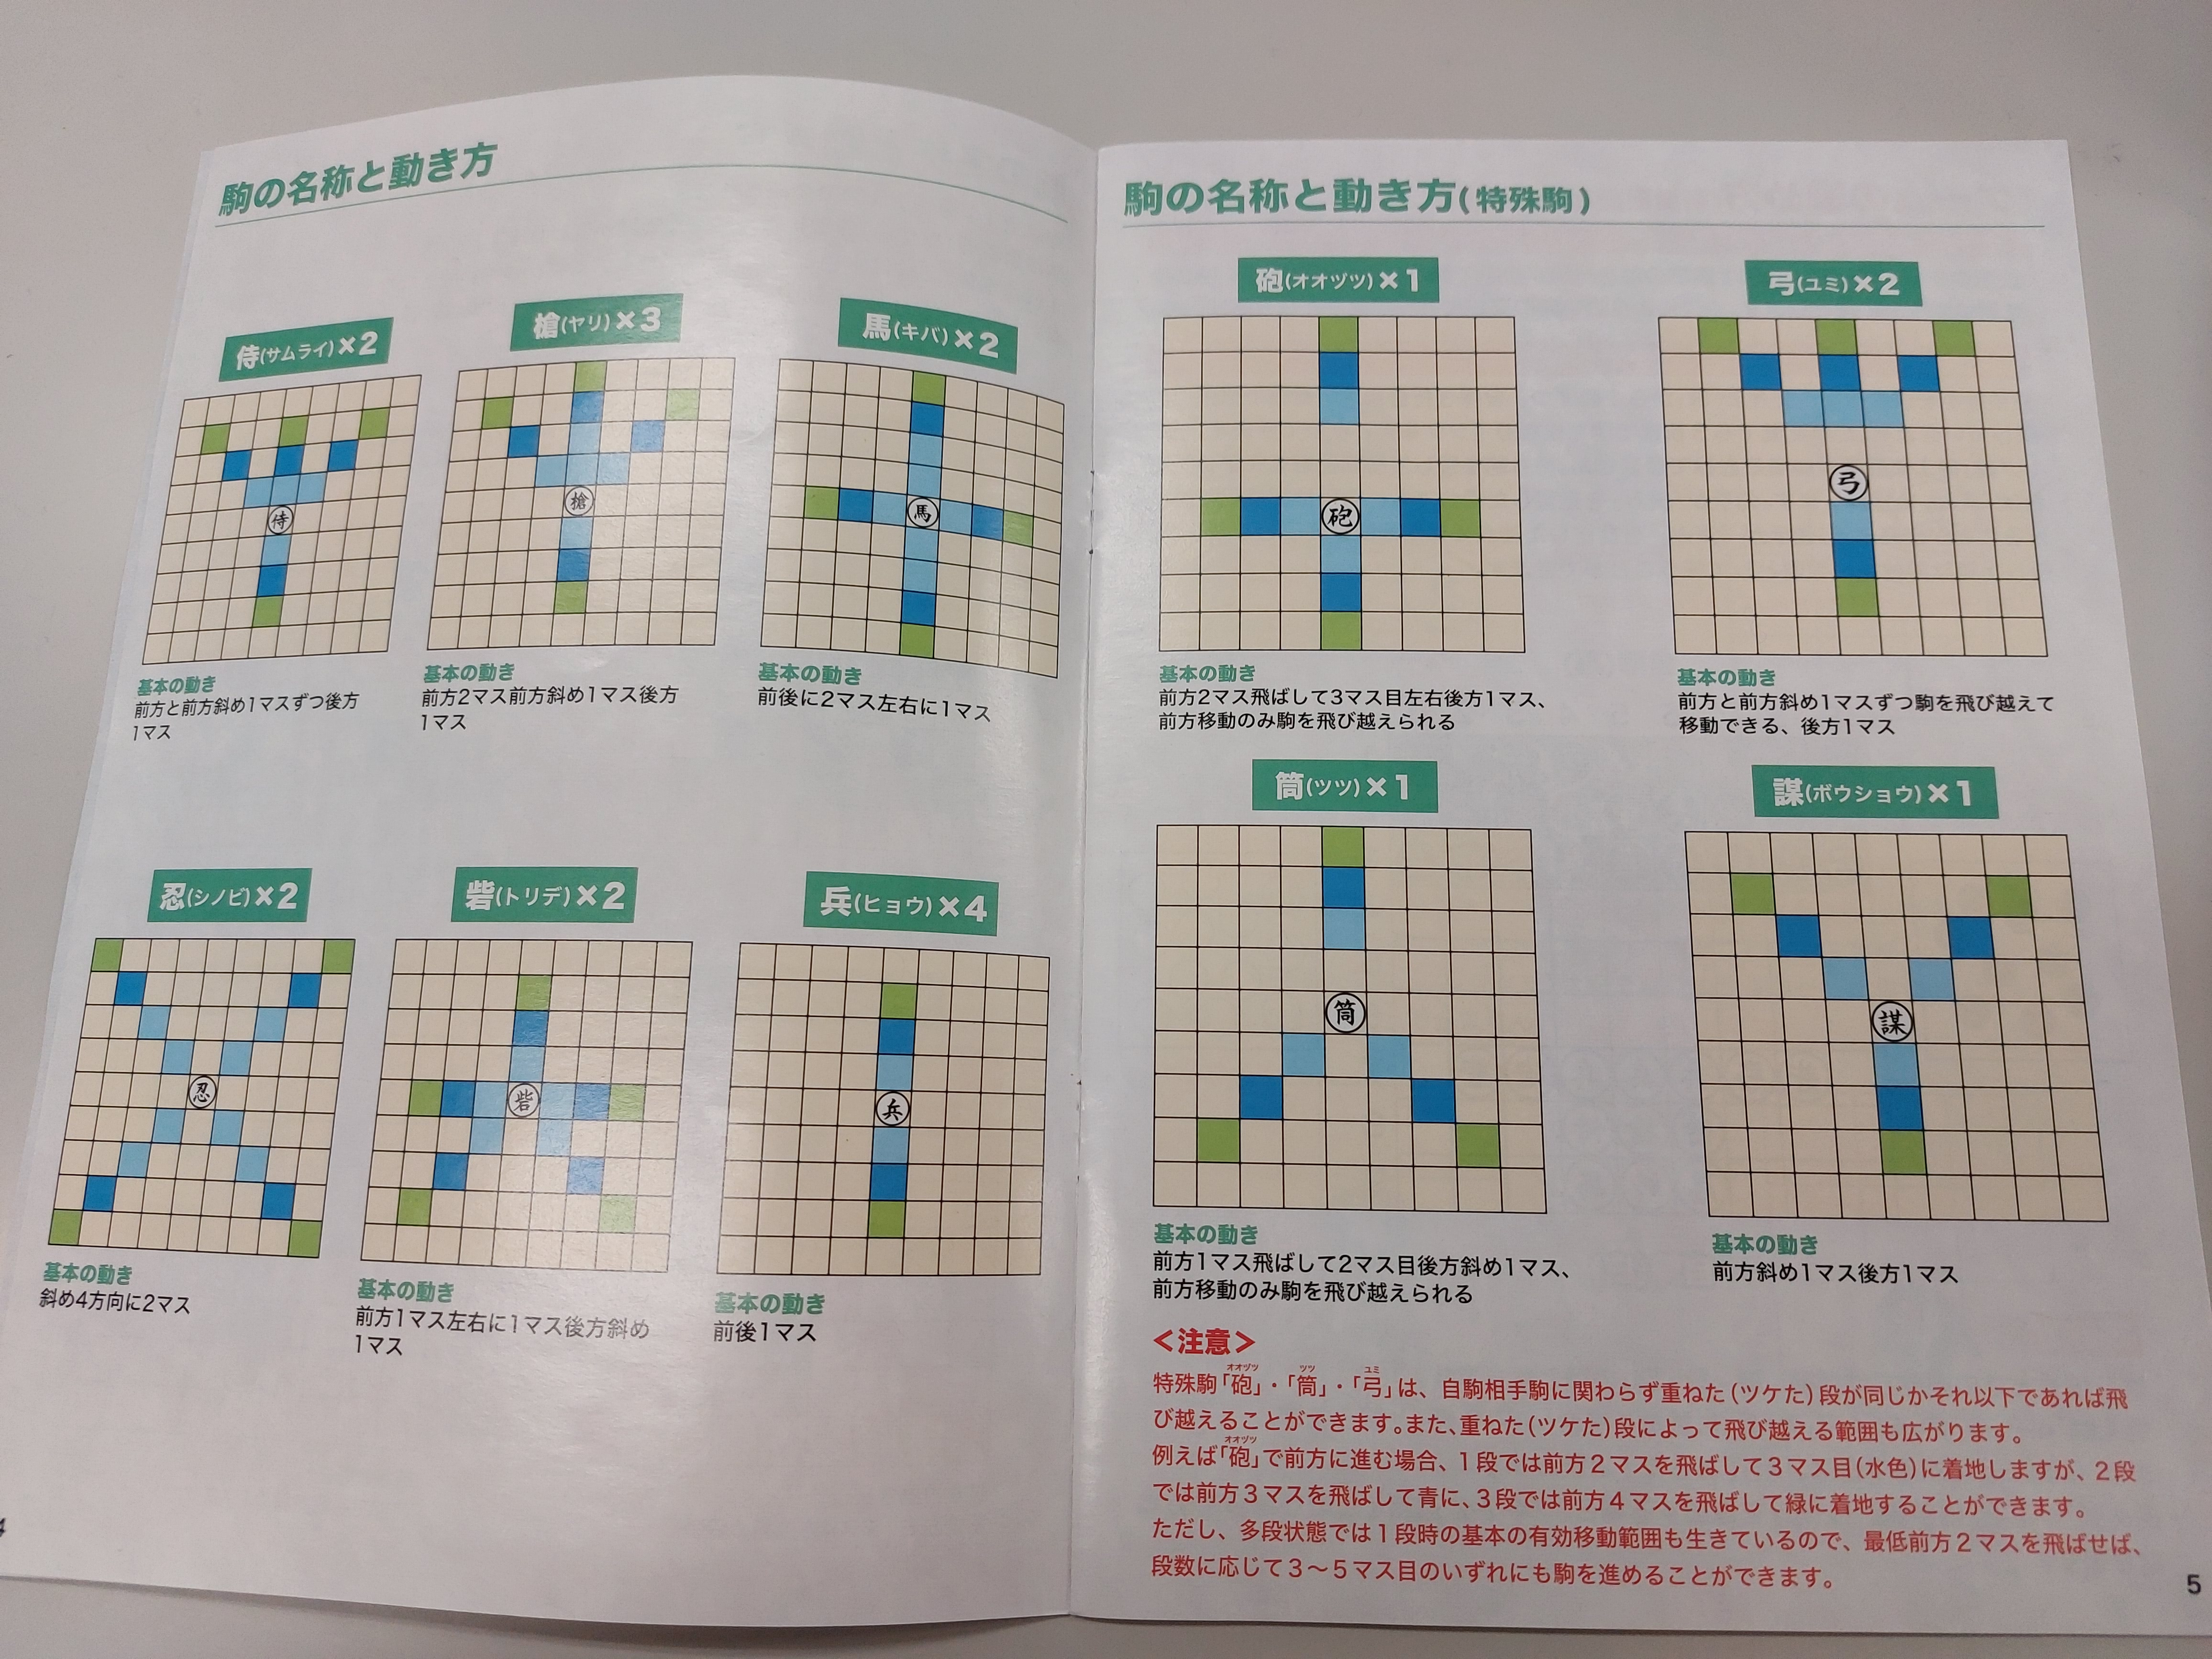 駒の名称と動き方
侍(サムライ)×2
侍
基本の動き
前方と前方斜め1マスずつ後方
1マス
槍(ヤリ)×3
槍
基本の動き
前方2マス前方斜め1マス後方
1マス
馬(キバ)×2
馬
基本の動き
前後に2マス左右に1マス
忍(シノビ)×2
忍
基本の動き
斜め4方向に2マス
砦(トリデ)×2
砦
基本の動き
前方1マス左右に1マス後方斜め
1マス
兵(ヒョウ)×4
兵
基本の動き
前後1マス
4
駒の名称と動き方(特殊駒)
砲(オオヅツ)×1
砲
基本の動き
前方2マス飛ばして3マス目左右後方1マス、
前方移動のみ駒を飛び越えられる
弓(ユミ)×2
弓
基本の動き
前方と前方斜め1マスずつ駒を飛び越えて
移動できる、後方1マス
筒(ツツ)×1
筒
基本の動き
前方1マス飛ばして2マス目後方斜め1マス、
前方移動のみ駒を飛び越えられる
謀(ボウショウ)×1
謀
基本の動き
前方斜め1マス後方1マス
＜注意＞
オオヅツ ツツ ユミ
特殊駒「砲」・「筒」・「弓」は、自駒相手駒に関わらず重ねた(ツケた)段が同じかそれ以下であれば飛
び越えることができます。また、重ねた(ツケた)段によって飛び越える範囲も広がります。
オオヅツ
例えば「砲」で前方に進む場合、1段では前方2マスを飛ばして3マス目(水色)に着地しますが、2段
では前方3マスを飛ばして青に、3段では前方4マスを飛ばして緑に着地することができます。
ただし、多段状態では1段時の基本の有効移動範囲も生きているので、最低前方2マスを飛ばせば、
段数に応じて3～5マス目のいずれにも駒を進めることができます。
5